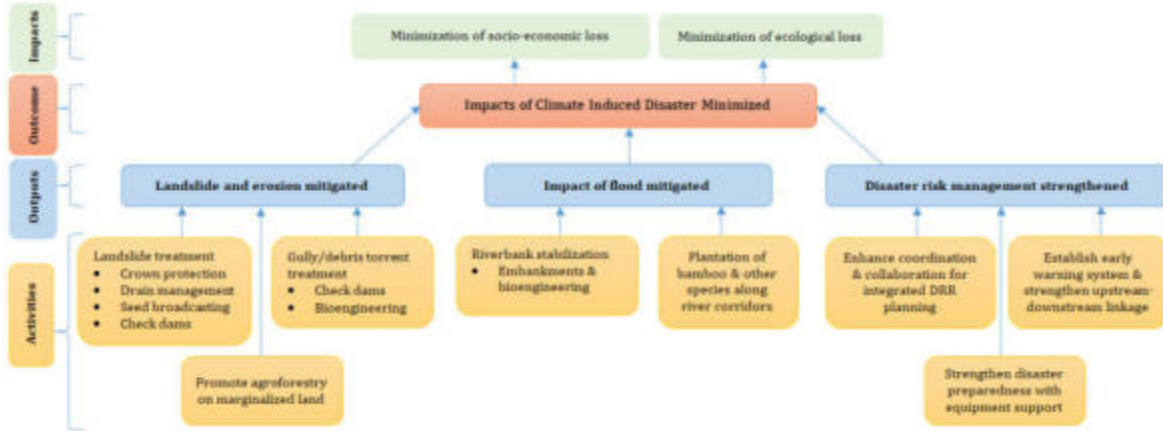 Impacts
Minimization of socio-economic loss
Minimization of ecological loss
Outcome
Impacts of Climate Induced Disaster Minimized
Outputs
Landslide and erosion mitigated
Impact of flood mitigated
Disaster risk management strengthened
Activities
Landslide treatment
• Crown protection
• Drain management
• Seed broadcasting
• Check dams
Gully/debris torrent
treatment
• Check dams
• Bioengineering
Riverbank stabilization
• Embankments &
bioengineering
Plantation of
bamboo & other
species along
river corridors
Enhance coordination
& collaboration for
integrated DRR
planning
Establish early
warning system &
strengthen upstream-
downstream linkage
Promote agroforestry
on marginalized land
Strengthen disaster
preparedness with
equipment support